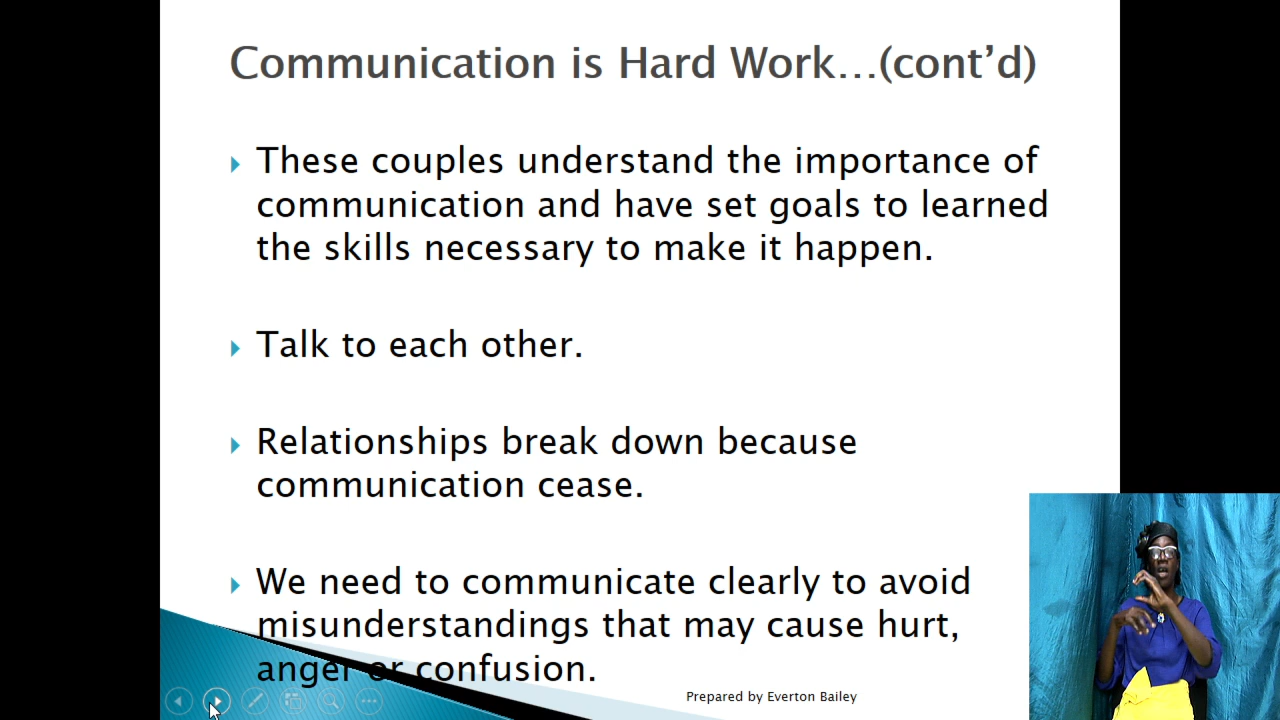 Communication is Hard Work…(cont’d)
These couples understand the importance of
communication and have set goals to learned
the skills necessary to make it happen.
Talk to each other.
Relationships break down because
communication cease.
We need to communicate clearly to avoid
misunderstandings that may cause hurt,
anger or confusion.
Prepared by Everton Bailey